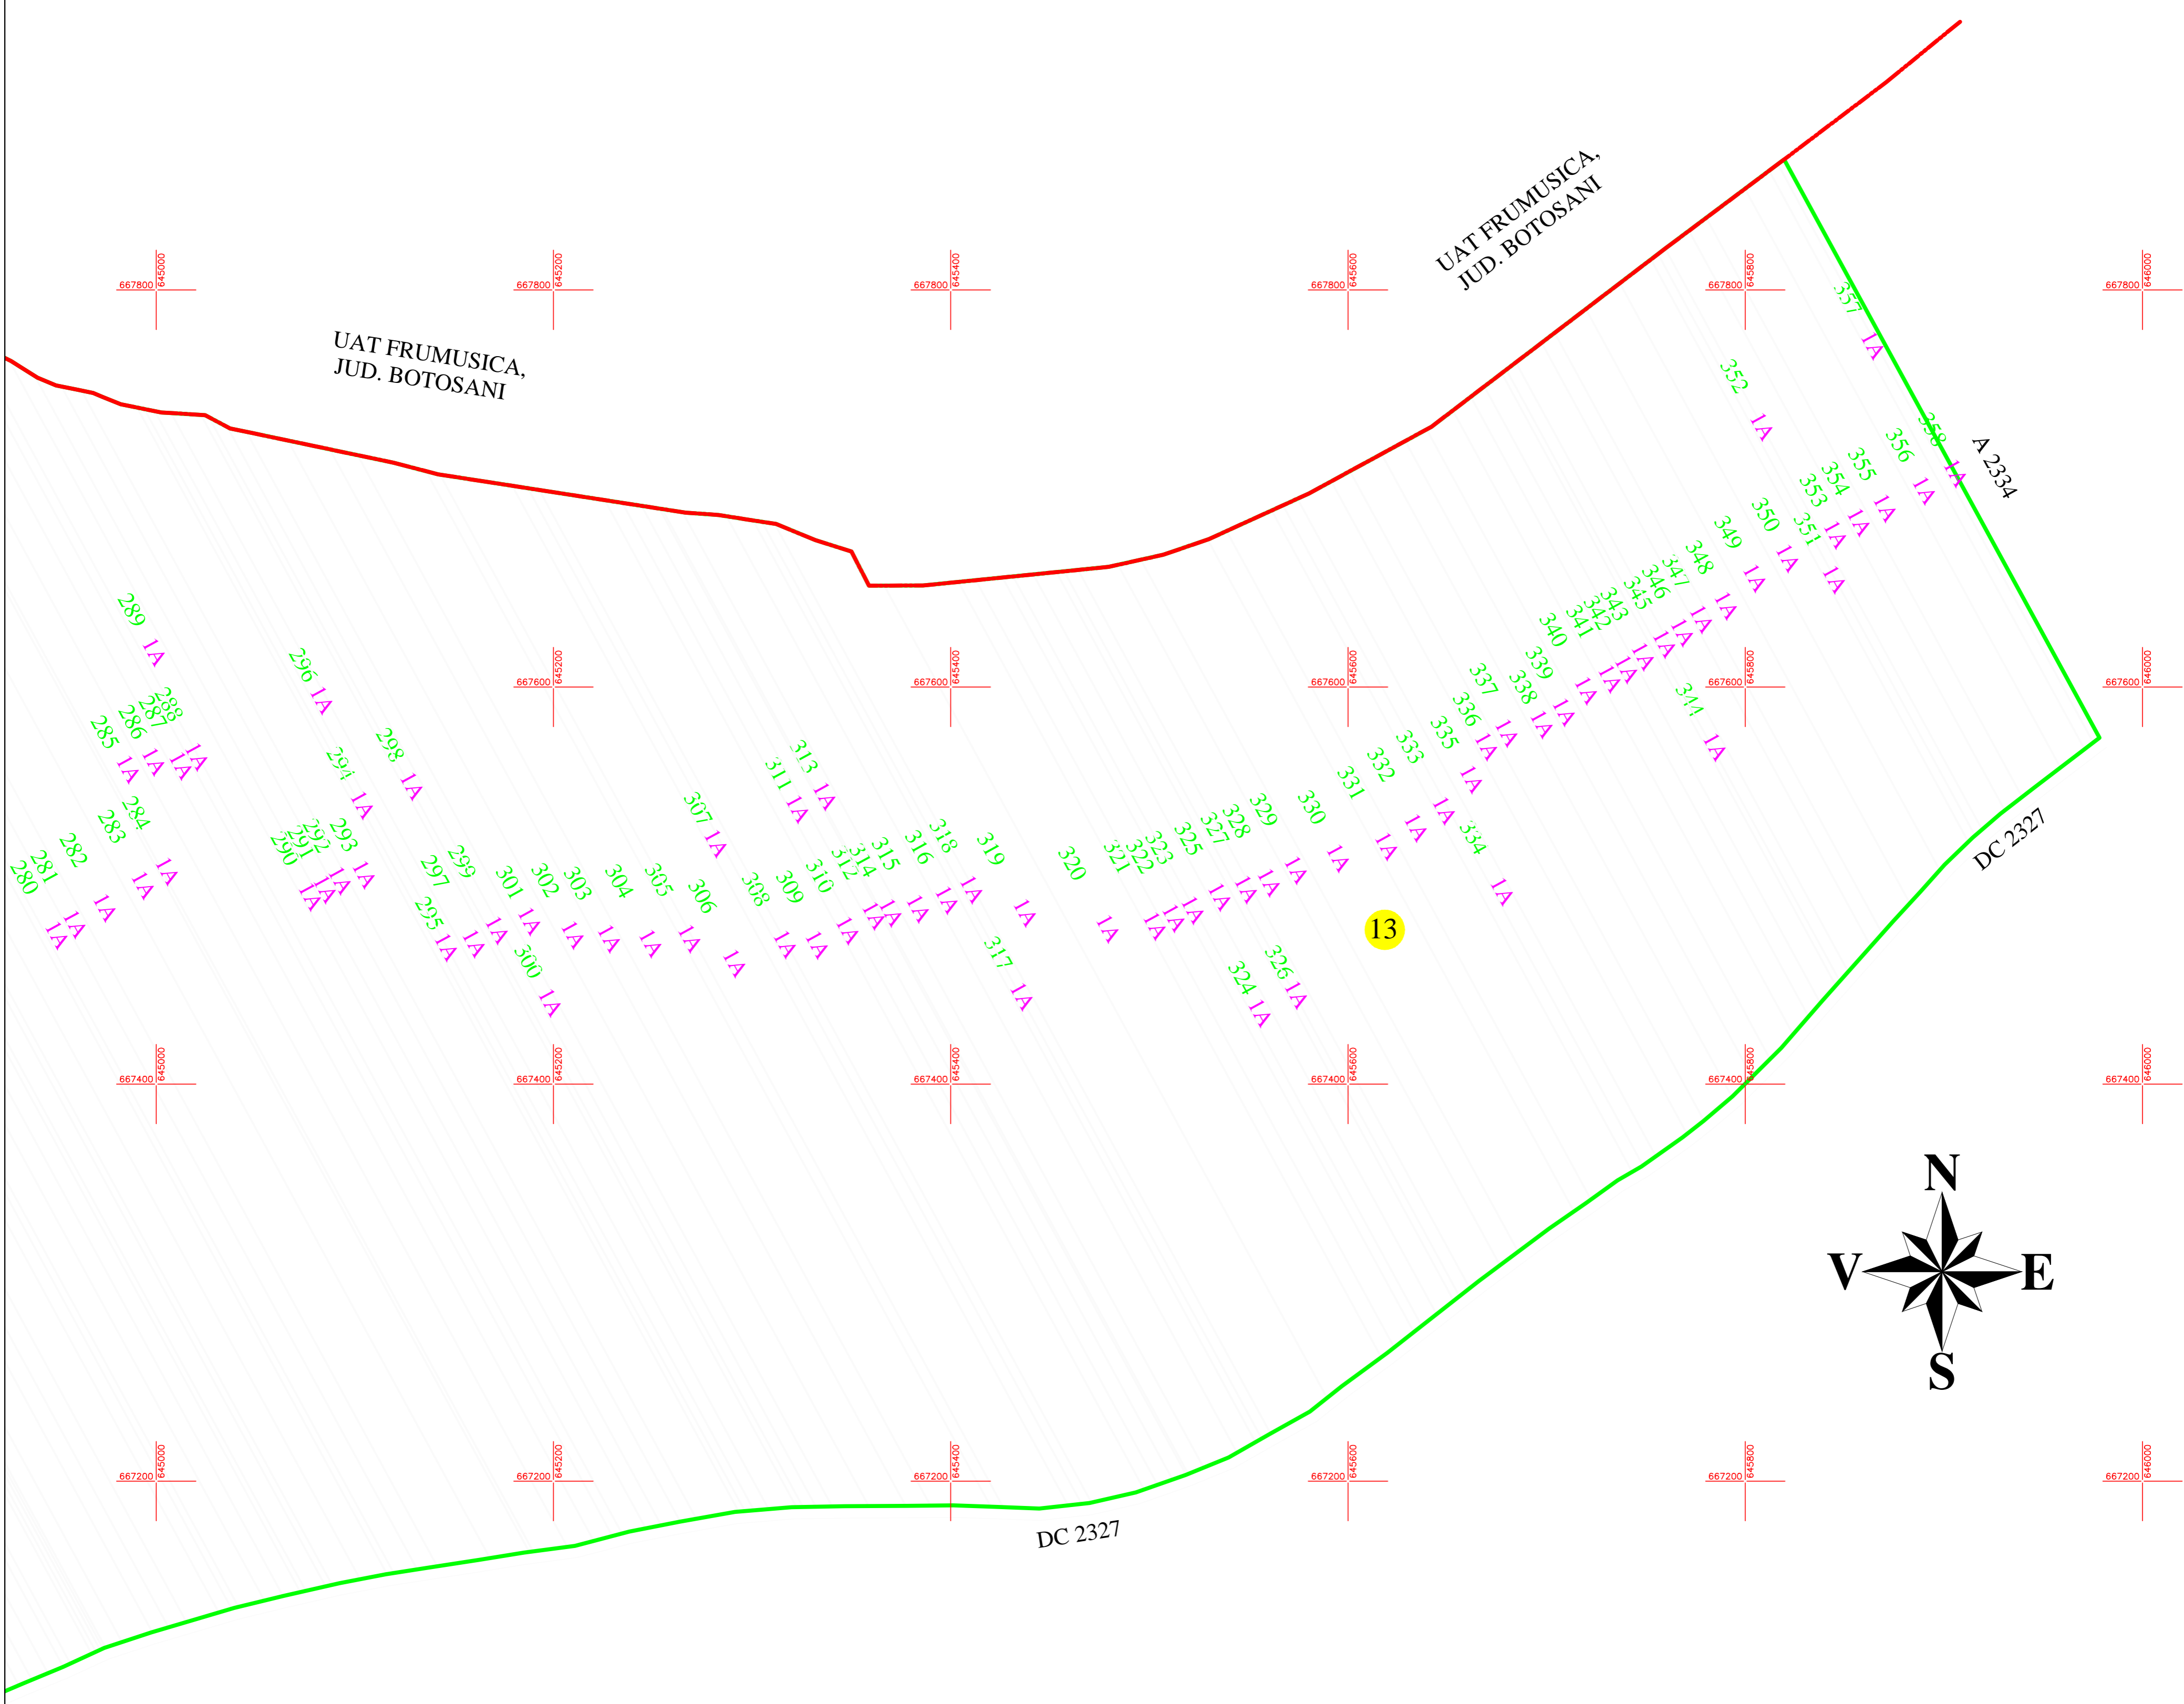 UAT FRUMUSICA,
JUD. BOTOSANI
UAT FRUMUSICA,
JUD. BOTOSANI
667800 645000
667800 645200
667800 645400
667800 645600
667800 645800
667800 646000
357
1A
352
1A
358
1A
A 2334
356
1A
355
1A
354
1A
353
1A
351
1A
350
1A
349
1A
348
1A
347
1A
346
1A
345
1A
343
1A
342
1A
341
1A
340
1A
339
1A
338
1A
337
1A
336
1A
335
1A
344
1A
333
1A
332
1A
331
1A
334
1A
330
1A
329
1A
328
1A
327
1A
325
1A
323
1A
322
1A
321
1A
320
1A
326
1A
324
1A
319
1A
318
1A
317
1A
316
1A
315
1A
314
1A
312
1A
313
1A
311
1A
310
1A
309
1A
308
1A
307
1A
306
1A
305
1A
304
1A
303
1A
302
1A
301
1A
300
1A
299
1A
297
1A
295
1A
298
1A
294
1A
296
1A
293
1A
292
1A
291
1A
290
1A
289
1A
288
1A
287
1A
286
1A
285
1A
284
1A
283
1A
282
1A
281
1A
280
1A
667600 645200
667600 645400
667600 645600
667600 645800
667600 646000
DC 2327
13
667400 645000
667400 645200
667400 645400
667400 645600
667400 645800
667400 646000
N
V E
S
667200 645000
667200 645200
667200 645400
667200 645600
667200 645800
667200 646000
DC 2327